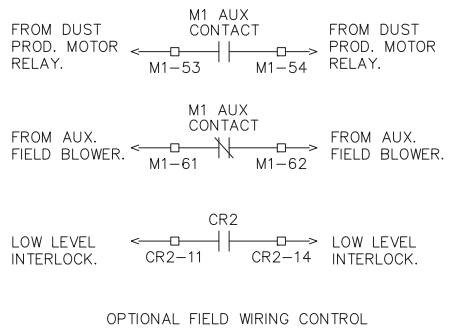 M1 AUX
CONTACT
FROM DUST
PROD. MOTOR
RELAY.
M1-53
M1-54
FROM DUST
PROD. MOTOR
RELAY.
M1 AUX
CONTACT
FROM AUX.
FIELD BLOWER.
M1-61
M1-62
FROM AUX.
FIELD BLOWER.
CR2
LOW LEVEL
INTERLOCK.
CR2-11
CR2-14
LOW LEVEL
INTERLOCK.
OPTIONAL FIELD WIRING CONTROL